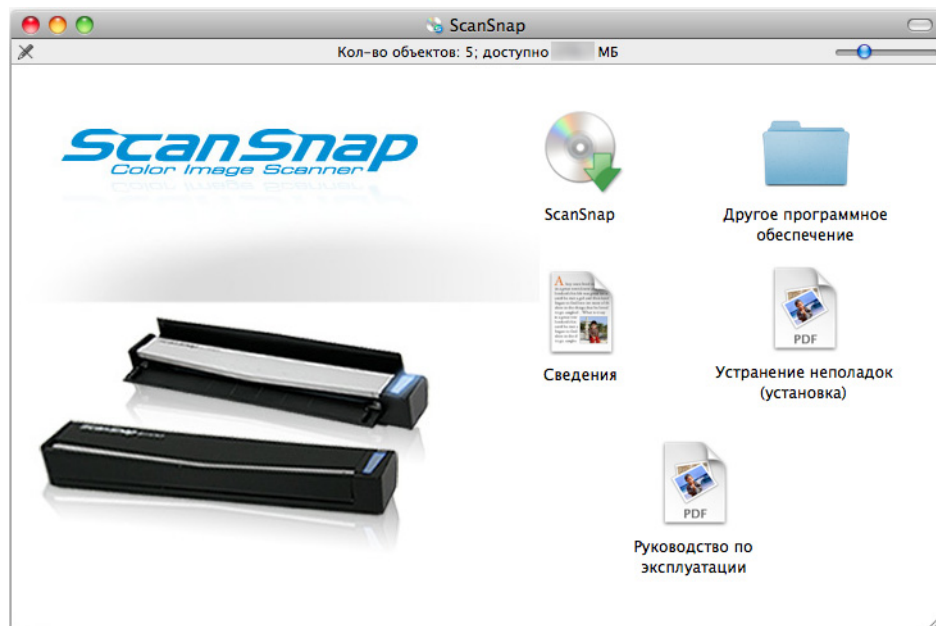 ScanSnap
Кол-во объектов: 5; доступно МБ
ScanSnap
Color Image Scanner
ScanSnap
Другое программное
обеспечение
Сведения
PDF
Устранение неполадок
(установка)
ScanSnap
PDF
Руководство по
эксплуатации